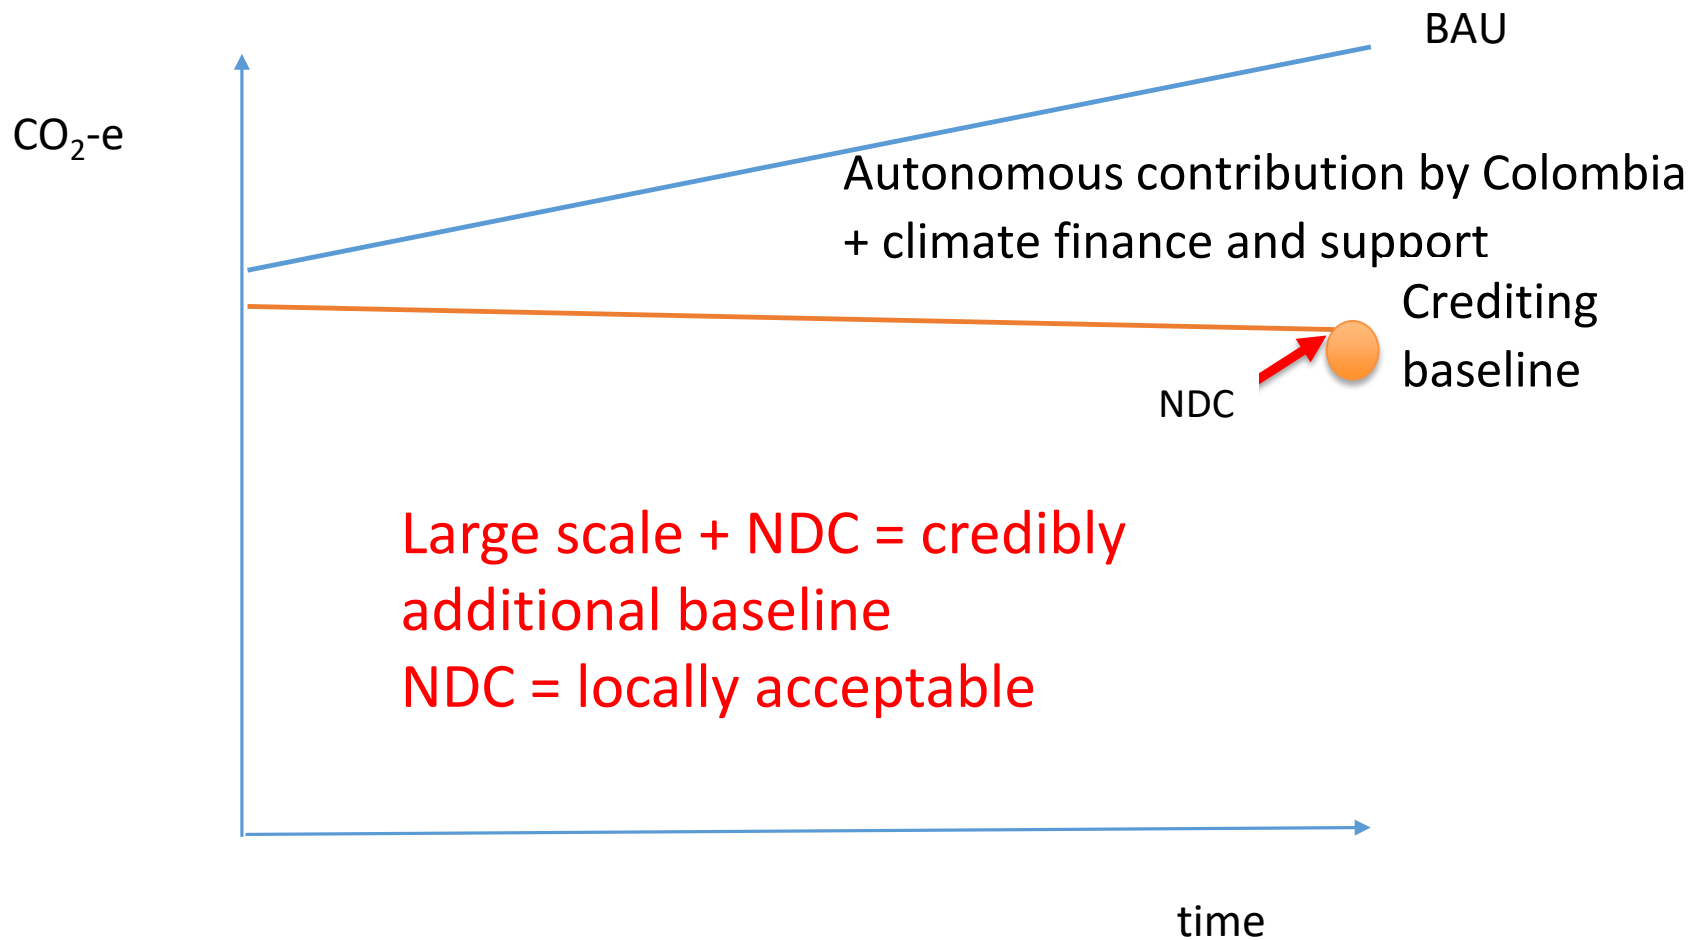 BAU
CO₂-e
Autonomous contribution by Colombia
+ climate finance and support
Crediting
baseline
NDC
Large scale + NDC = credibly
additional baseline
NDC = locally acceptable
time